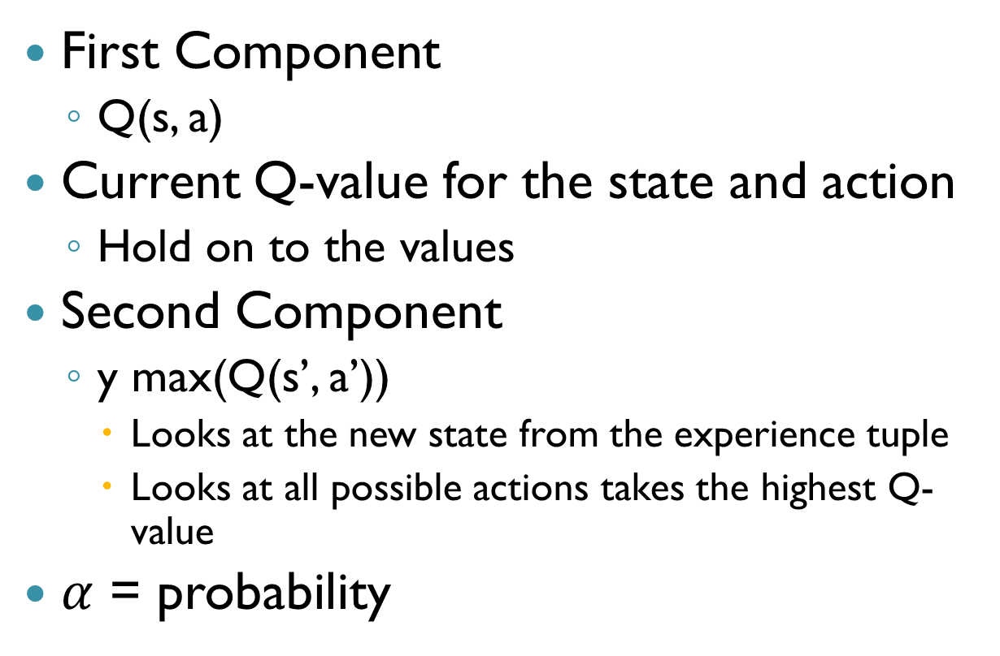 • First Component
◦ Q(s, a)
• Current Q-value for the state and action
◦ Hold on to the values
• Second Component
◦ y max(Q(s’, a’))
• Looks at the new state from the experience tuple
• Looks at all possible actions takes the highest Q-
value
• 𝛼 = probability